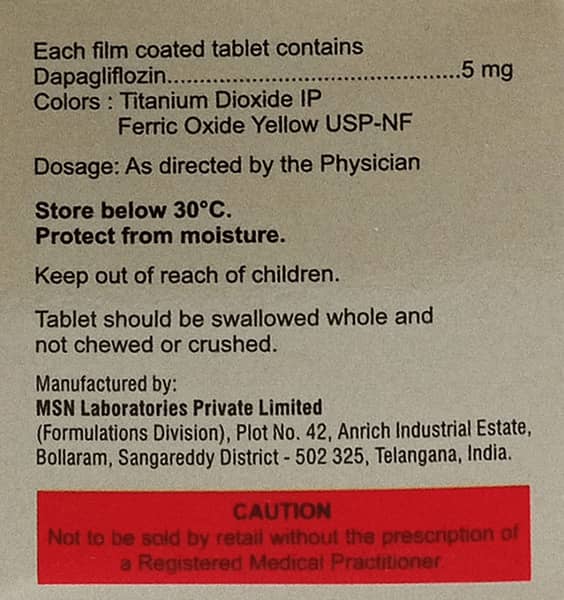 Each film coated tablet contains
Dapagliflozin............................................5 mg
Colors : Titanium Dioxide IP
Ferric Oxide Yellow USP-NF
Dosage: As directed by the Physician
Store below 30°C.
Protect from moisture.
Keep out of reach of children.
Tablet should be swallowed whole and
not chewed or crushed.
Manufactured by:
MSN Laboratories Private Limited
(Formulations Division), Plot No. 42, Anrich Industrial Estate,
Bollaram, Sangareddy District - 502 325, Telangana, India.
CAUTION
Not to be sold by retail without the prescription of
a Registered Medical Practitioner